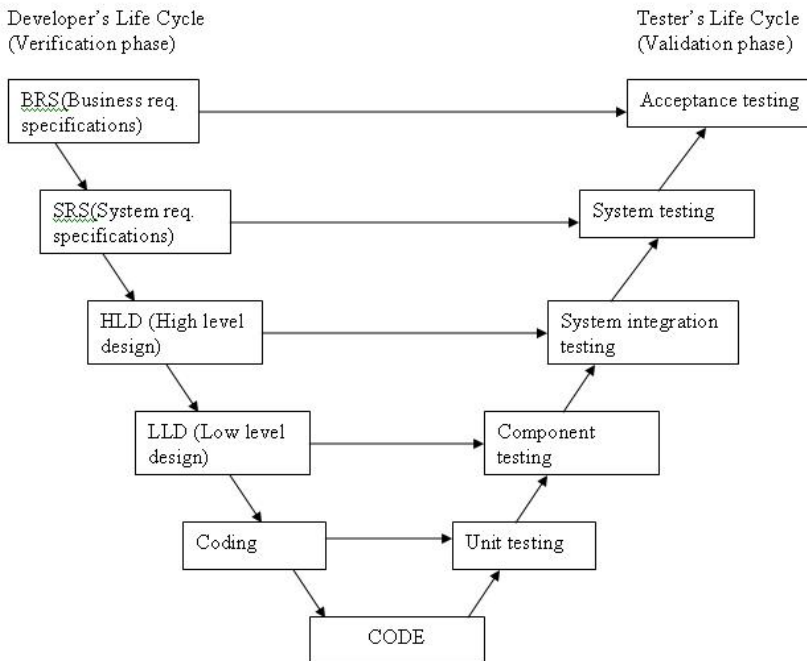 Developer's Life Cycle
(Verification phase)
Tester's Life Cycle
(Validation phase)
BRS(Business req.
specifications)
Acceptance testing
SRS(System req.
specifications)
System testing
HLD (High level
design)
System integration
testing
LLD (Low level
design)
Component
testing
Coding
Unit testing
CODE